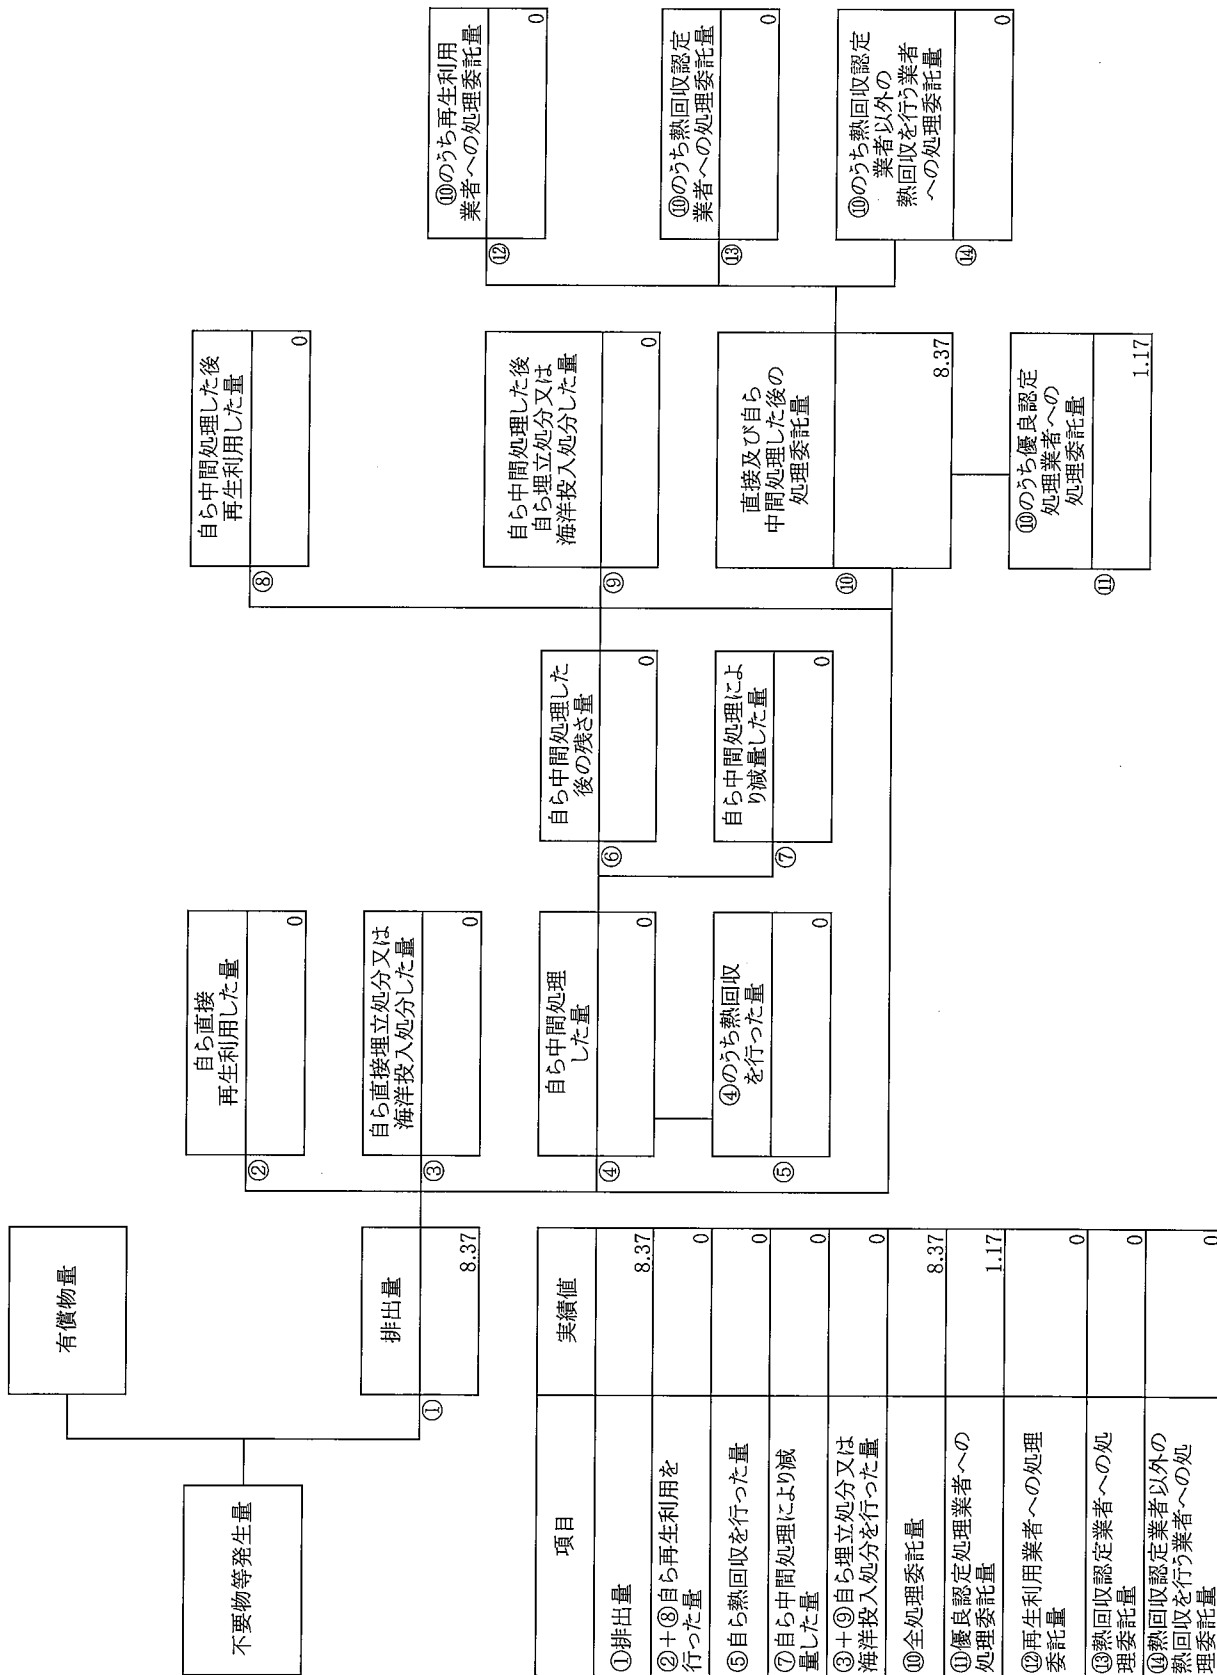 不要物等発生量
有償物量
排出量
①
8.37
自ら直接
再生利用した量
②
0
自ら直接埋立処分又は
海洋投入処分した量
③
0
自ら中間処理
した量
④
0
④のうち熱回収
を行った量
⑤
0
自ら中間処理した
後の残さ量
⑥
0
自ら中間処理によ
り減量した量
⑦
0
自ら中間処理した後
再生利用した量
⑧
0
自ら中間処理した後
自ら埋立処分又は
海洋投入処分した量
⑨
0
直接及び自ら
中間処理した後の
処理委託量
⑩
8.37
⑩のうち優良認定
処理業者への
処理委託量
⑪
1.17
⑩のうち再生利用
業者への処理委託量
⑫
0
⑩のうち熱回収認定
業者への処理委託量
⑬
0
⑩のうち熱回収認定
業者以外の
熱回収を行う業者
への処理委託量
⑭
0
項目
実績値
①排出量
8.37
②+⑧自ら再生利用を
行った量
0
⑤自ら熱回収を行った量
0
⑦自ら中間処理により減
量した量
0
③+⑨自ら埋立処分又は
海洋投入処分を行った量
0
⑩全処理委託量
8.37
⑪優良認定処理業者への
処理委託量
1.17
⑫再生利用業者への処理
委託量
0
⑬熱回収認定業者への処
理委託量
0
⑭熱回収認定業者以外の
熱回収を行う業者への処
理委託量
0